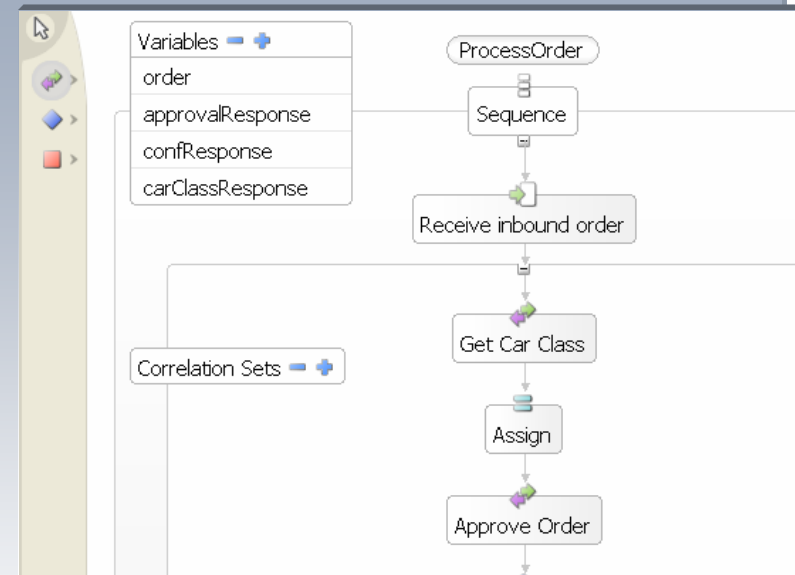 Variables
order
approvalResponse
confResponse
carClassResponse
Correlation Sets
ProcessOrder
Sequence
Receive inbound order
Get Car Class
Assign
Approve Order